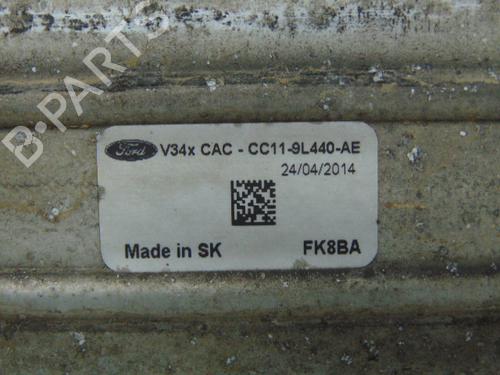 B-PARTS
Ford V34x CAC - CC11-9L440-AE
24/04/2014
Made in SK FK8BA